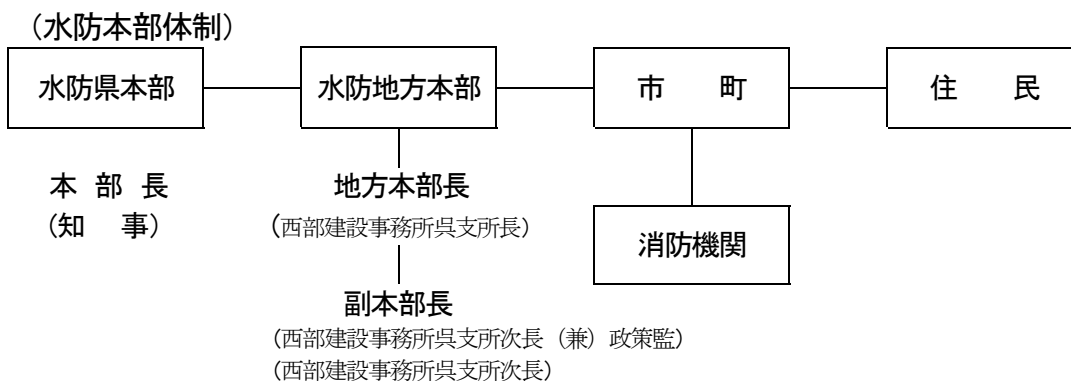 （水防本部体制）
水防県本部
水防地方本部
市　　町
住　　民
本 部 長
（知　事）
地方本部長
（西部建設事務所呉支所長）
消防機関
副本部長
（西部建設事務所呉支所次長（兼）政策監）
（西部建設事務所呉支所次長）